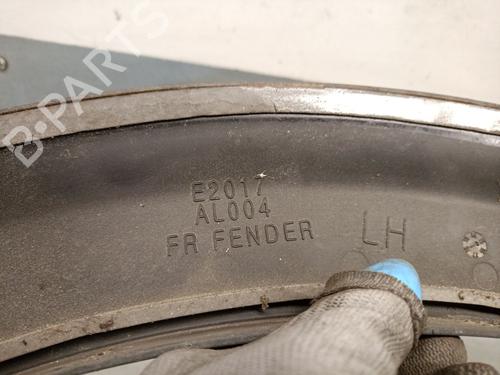 B-PARTS
E2017
AL004
FR FENDER
LH